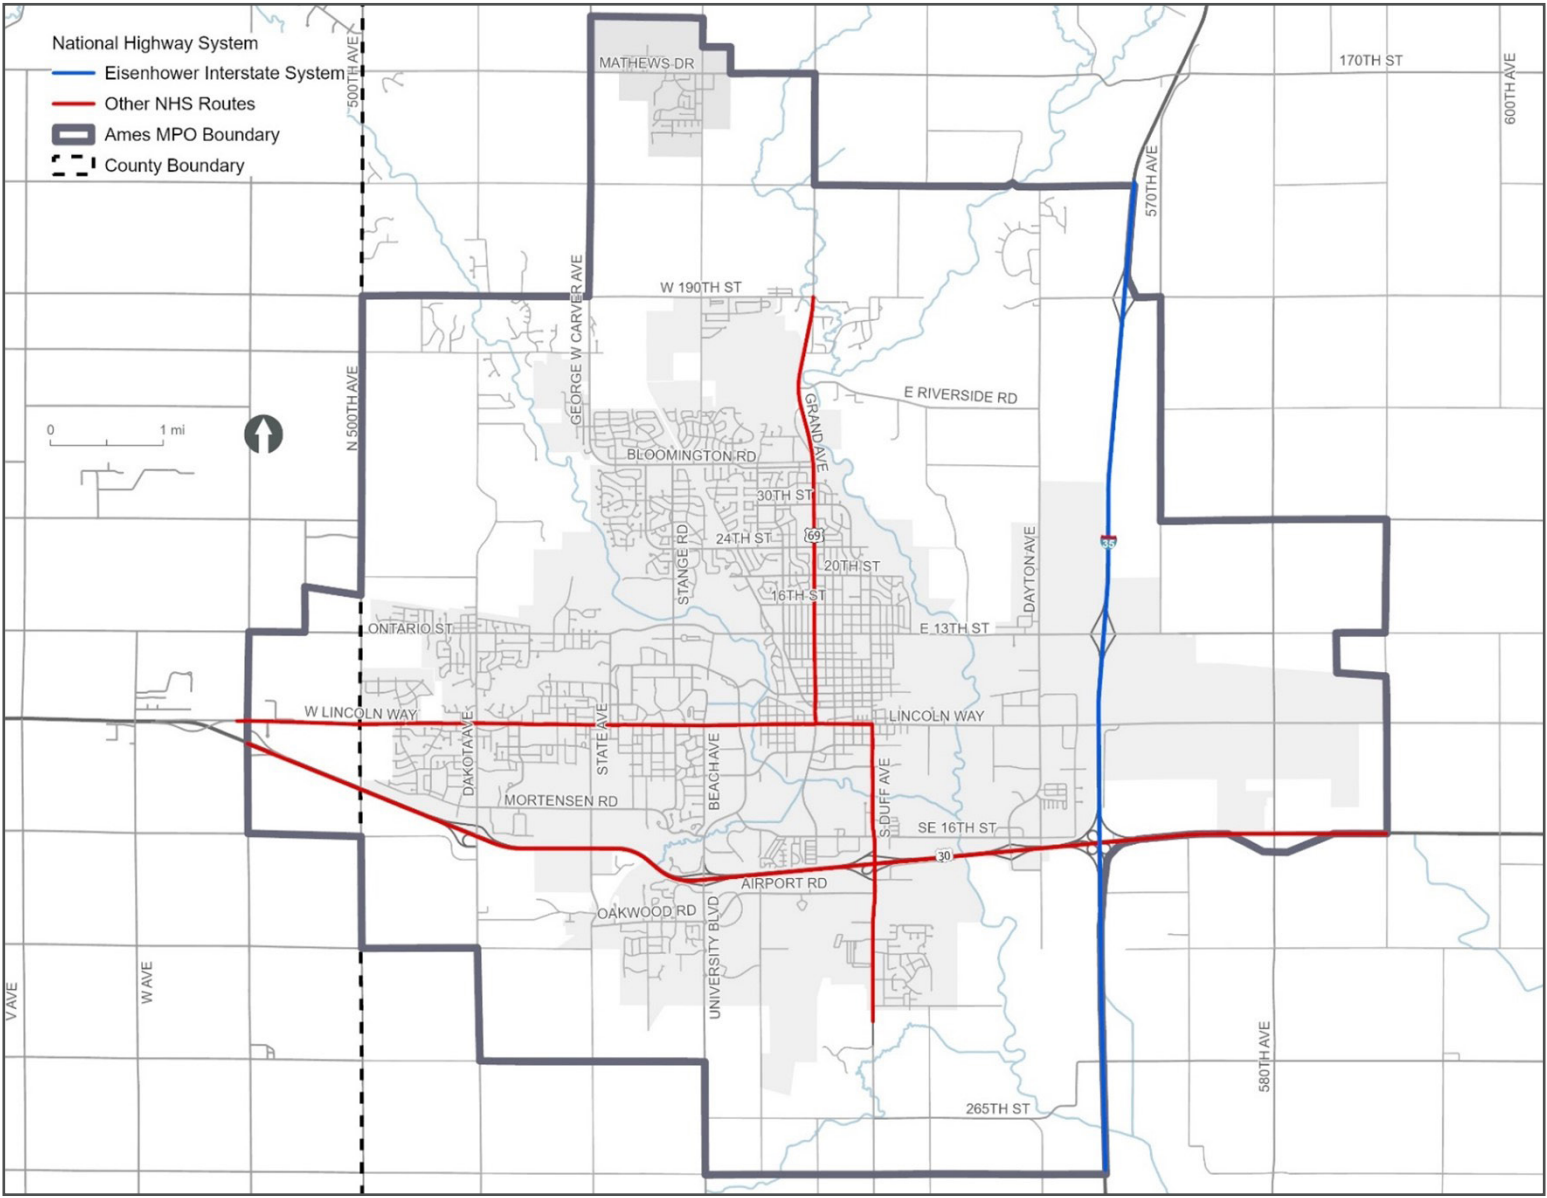 National Highway System
Eisenhower Interstate System
Other NHS Routes
Ames MPO Boundary
County Boundary
500TH AVE
MATHEWS DR
170TH ST
600TH AVE
570TH AVE
GEORGE W CARVER AVE
W 190TH ST
N 500TH AVE
E RIVERSIDE RD
GRAND AVE
0 1 mi
BLOOMINGTON RD
30TH ST
STANGE RD
24TH ST
69
35
20TH ST
DAYTON AVE
16TH ST
ONTARIO ST
E 13TH ST
W LINCOLN WAY
LINCOLN WAY
DAKOTA AVE
STATE AVE
BEACH AVE
S DUFF AVE
MORTENSEN RD
SE 16TH ST
30
AIRPORT RD
OAKWOOD RD
UNIVERSITY BLVD
V AVE
W AVE
580TH AVE
265TH ST